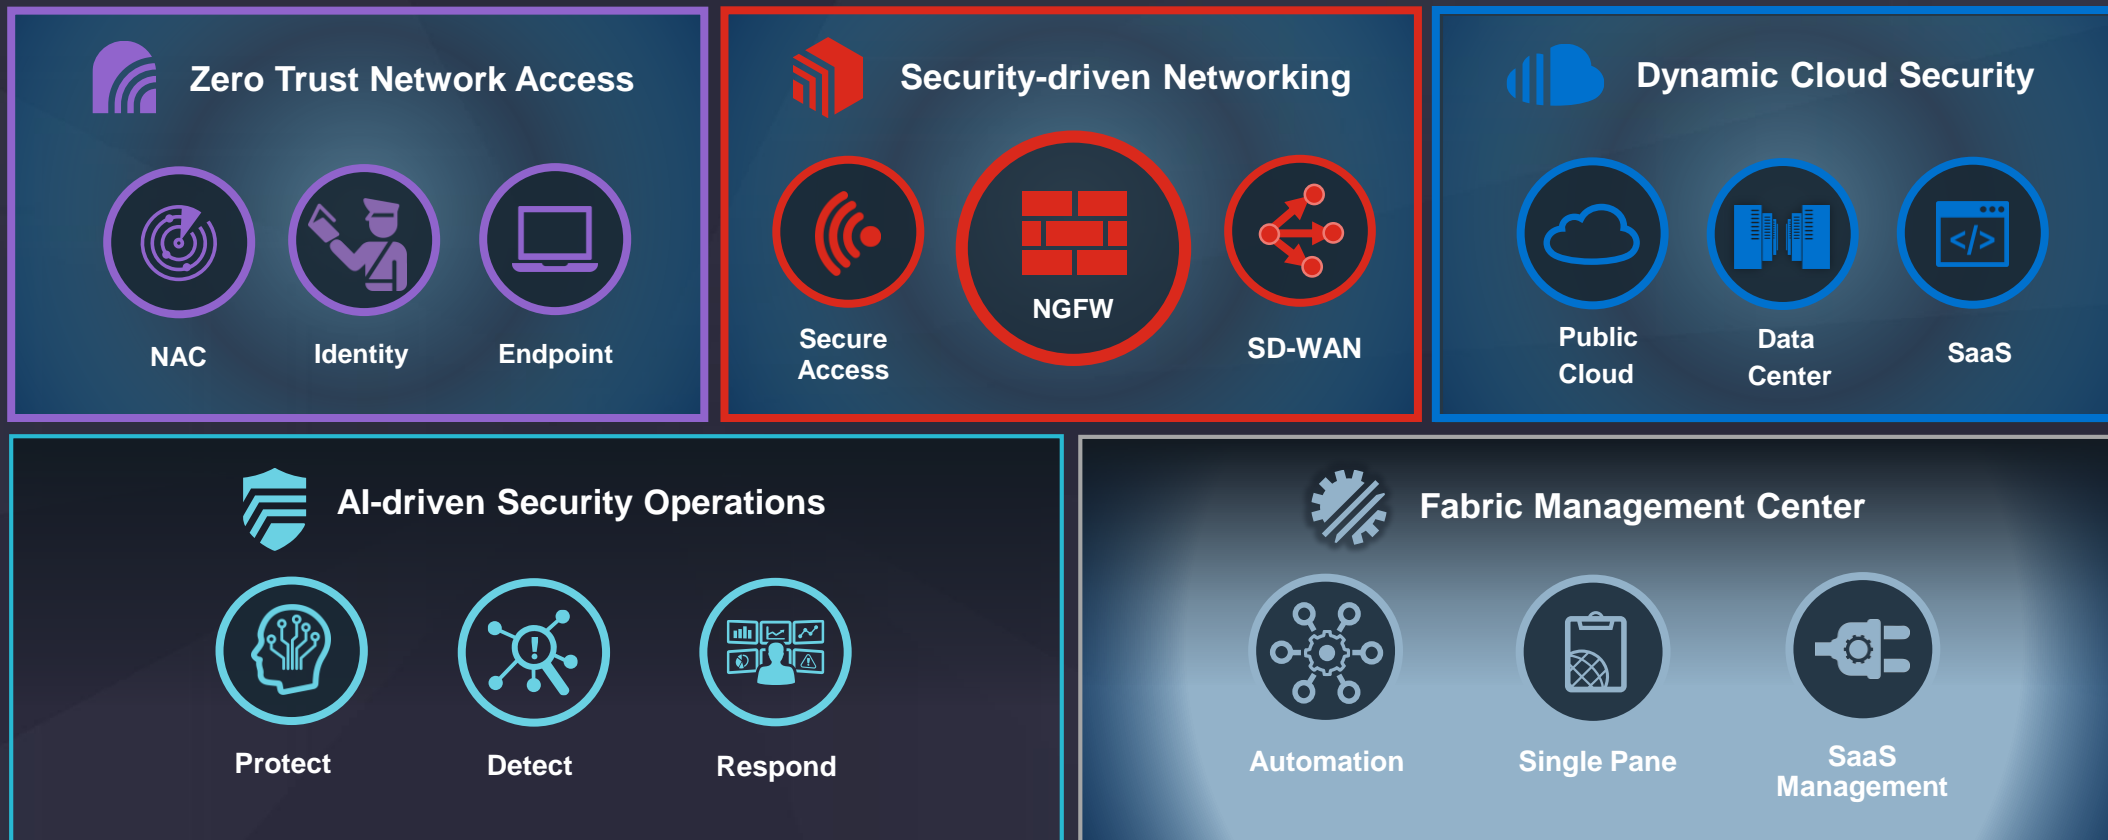 Zero Trust Network Access
NAC
Identity
Endpoint
Security-driven Networking
Secure
Access
NGFW
SD-WAN
Dynamic Cloud Security
Public
Cloud
Data
Center
SaaS
</>
AI-driven Security Operations
Protect
Detect
Respond
Fabric Management Center
Automation
Single Pane
SaaS
Management